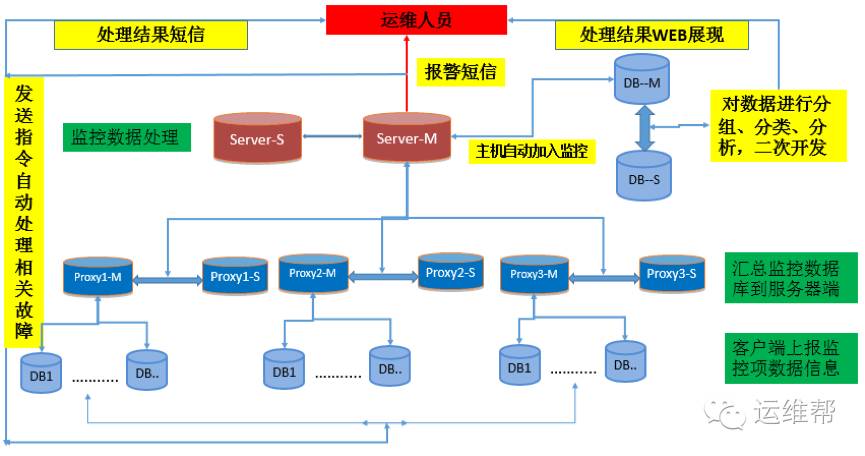 运维人员
处理结果短信
处理结果WEB展现
报警短信
DB--M
发送指令自动处理相关故障
对数据进行分
组、分类、分
析，二次开发
监控数据处理
Server-S
Server-M
主机自动加入监控
DB--S
Proxy1-M
Proxy1-S
Proxy2-M
Proxy2-S
Proxy3-M
Proxy3-S
汇总监控数据
库到服务器端
DB1
............
DB..
DB1
............
DB..
DB1
............
DB..
客户端上报监
控项数据信息
运维帮